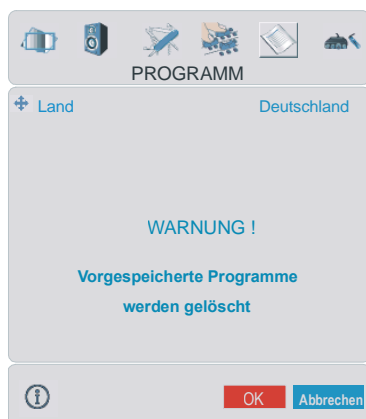 PROGRAMM
Land Deutschland
WARNUNG !
Vorgespeicherte Programme
werden gelöscht
OK Abbrechen